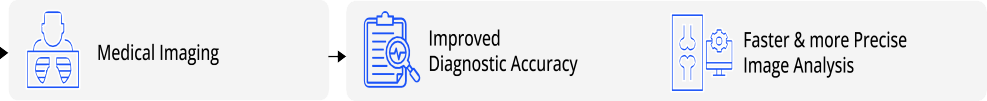 Medical Imaging
Improved
Diagnostic Accuracy
Faster & more Precise
Image Analysis